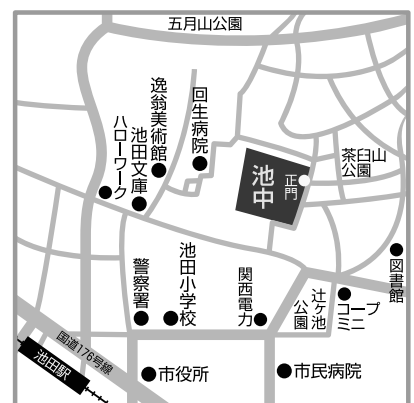 五月山公園
逸翁美術館
回生病院
池田文庫
ハローワーク
池中
正門
茶臼山
公園
図書館
警察署
池田小学校
関西電力
辻ヶ池
公園
コープ
ミニ
国道176号線
池田駅
市役所
市民病院